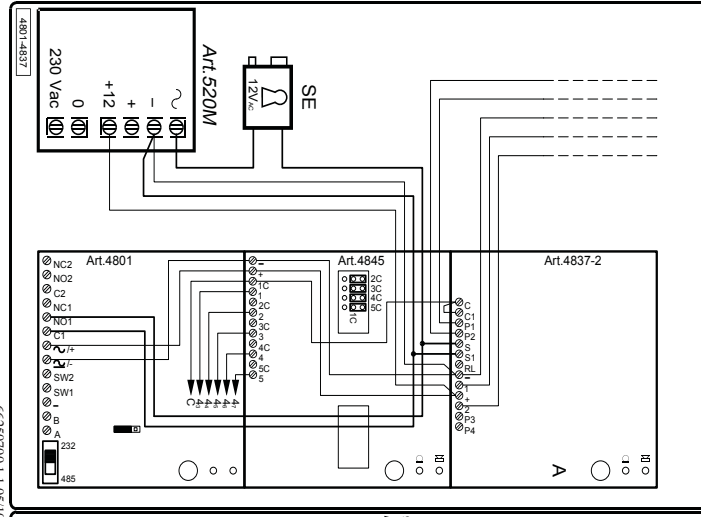 4801-4837
Art.520M
230 Vac
0
+12
+
–
SE
12V AC
Art.4801
NC2
NO2
C2
NC1
NO1
C1
/+
/-
SW2
SW1
–
B
A
232
485
Art.4845
–
+
1C
1
2C
2
3C
3
4C
4
5C
5
2C
3C
4C
5C
1C
C
Art.4837-2
C
C1
P1
P2
S
S1
RL
–
1
+
2
P3
P4
A